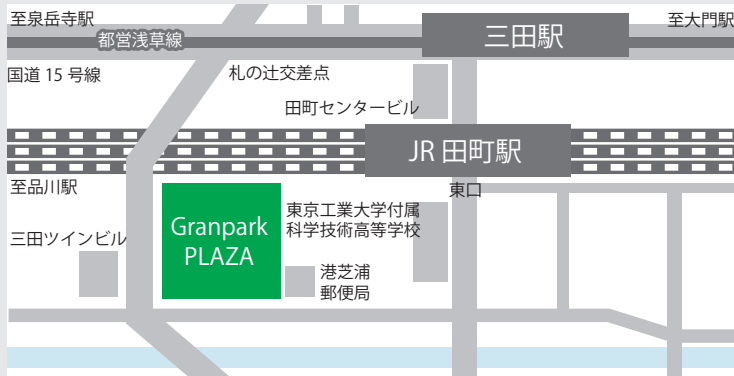 至泉岳寺駅
三田駅
至大門駅
都営浅草線
国道 15 号線
札の辻交差点
田町センタービル
JR 田町駅
至品川駅
東口
Granpark
PLAZA
東京工業大学付属
科学技術高等学校
三田ツインビル
港芝浦
郵便局